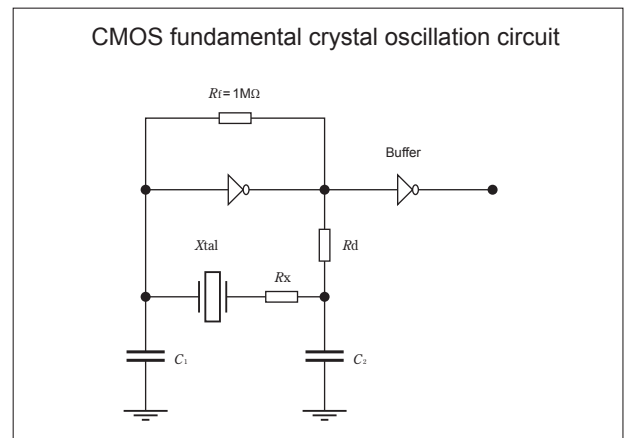 CMOS fundamental crystal oscillation circuit
Rf=1MΩ
Buffer
Xtal
Rd
Rx
C1
C2